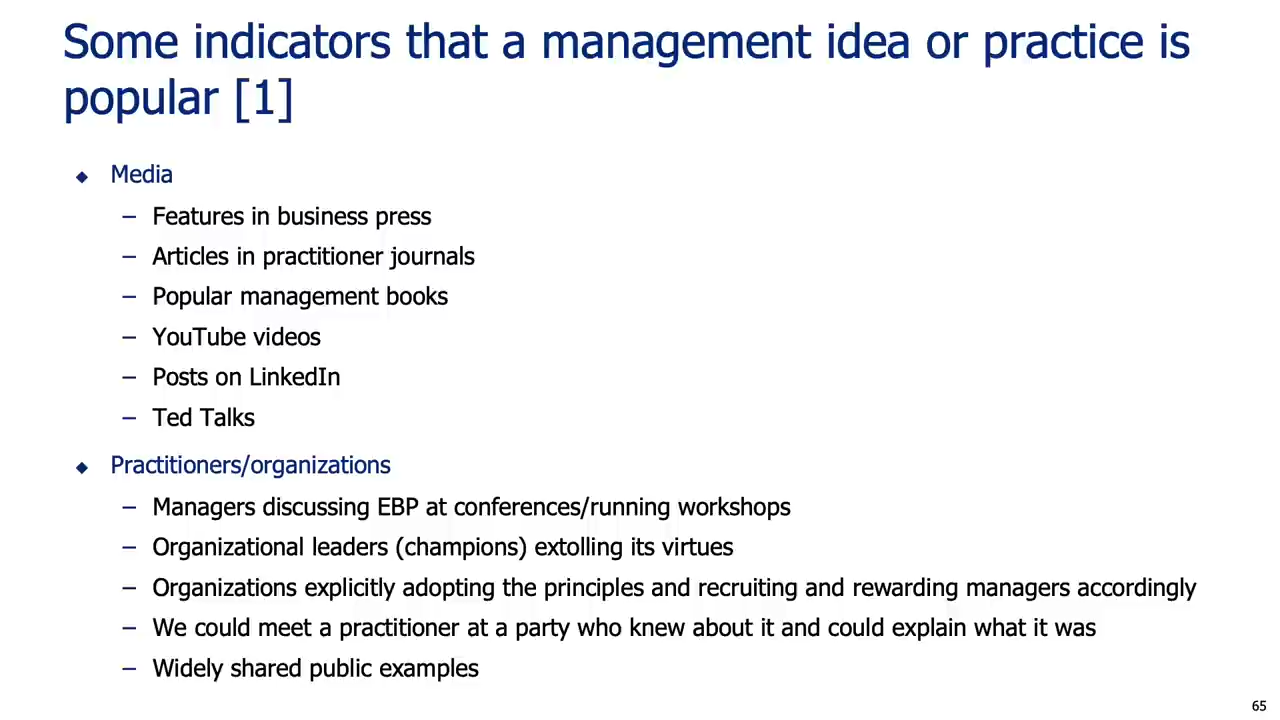 Some indicators that a management idea or practice is
popular [1]
◆ Media
– Features in business press
– Articles in practitioner journals
– Popular management books
– YouTube videos
– Posts on LinkedIn
– Ted Talks
◆ Practitioners/organizations
– Managers discussing EBP at conferences/running workshops
– Organizational leaders (champions) extolling its virtues
– Organizations explicitly adopting the principles and recruiting and rewarding managers accordingly
– We could meet a practitioner at a party who knew about it and could explain what it was
– Widely shared public examples
65